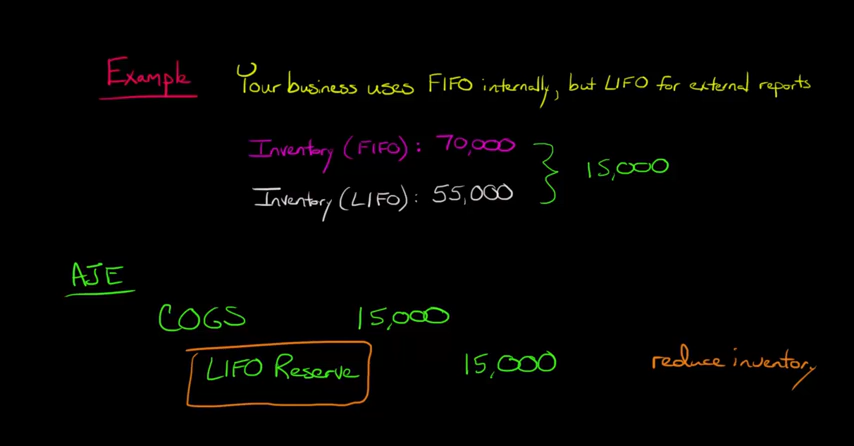 Example
Your business uses FIFO internally, but LIFO for external reports
Inventory (FIFO): 70,000
15,000
Inventory (LIFO): 55,000
AJE
COGS 15,000
LIFO Reserve 15,000 reduce inventory